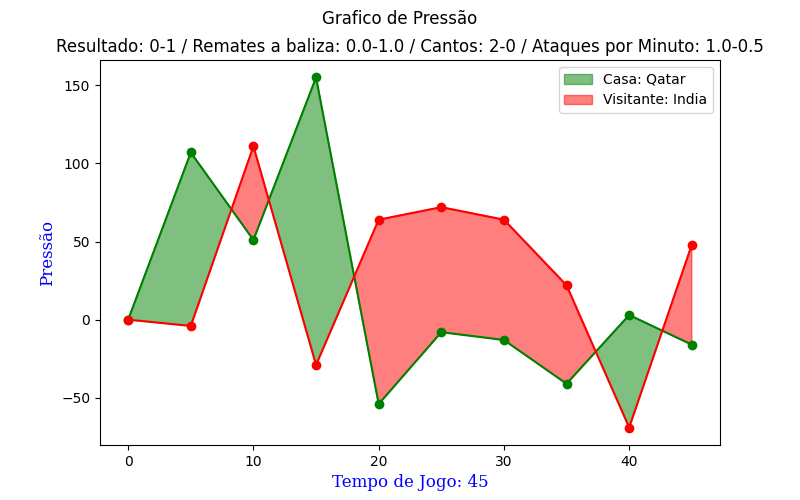 Grafico de Pressão
Resultado: 0-1 / Remates a baliza: 0.0-1.0 / Cantos: 2-0 / Ataques por Minuto: 1.0-0.5
Casa: Qatar
Visitante: India
150
100
50
0
−50
Pressão
0 10 20 30 40
Tempo de Jogo: 45